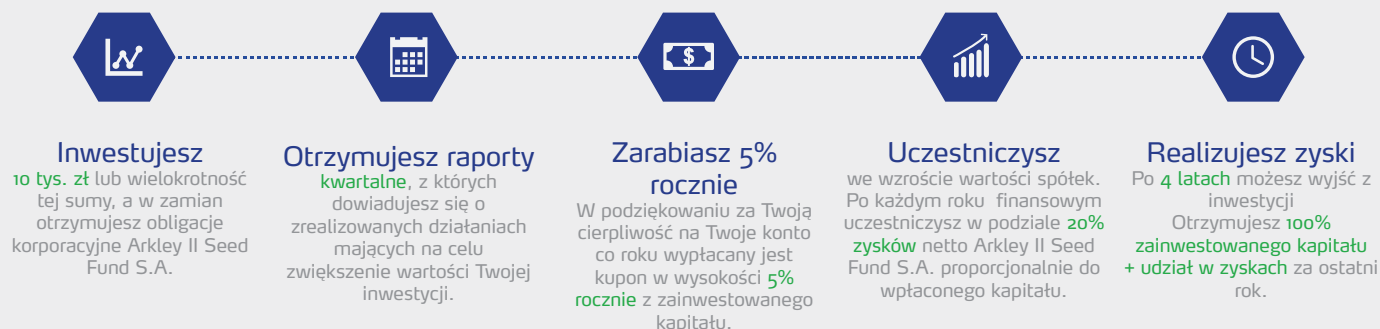 Inwestujesz
10 tys. zł lub wielokrotność
tej sumy, a w zamian
otrzymujesz obligacje
korporacyjne Arkley II Seed
Fund S.A.
Otrzymujesz raporty
kwartalne, z których
dowiadujesz się o
zrealizowanych działaniach
mających na celu
zwiększenie wartości Twojej
inwestycji.
Zarabiasz 5%
rocznie
W podziękowaniu za Twoją
cierpliwość na Twoje konto
co roku wypłacany jest
kupon w wysokości 5%
rocznie z zainwestowanego
kapitału.
Uczestniczysz
we wzroście wartości spółek.
Po każdym roku finansowym
uczestniczysz w podziale 20%
zysków netto Arkley II Seed
Fund S.A. proporcjonalnie do
wpłaconego kapitału.
Realizujesz zyski
Po 4 latach możesz wyjść z
inwestycji
Otrzymujesz 100%
zainwestowanego kapitału
+ udział w zyskach za ostatni
rok.